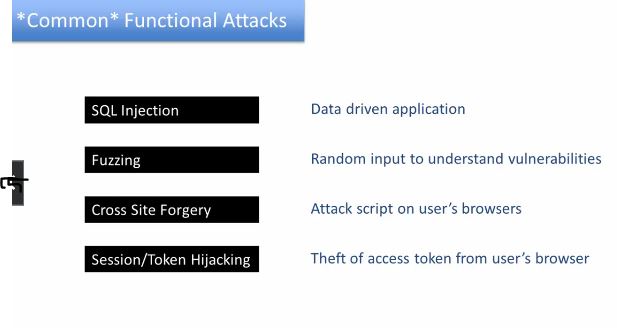 *Common* Functional Attacks
SQL Injection Data driven application
Fuzzing Random input to understand vulnerabilities
Cross Site Forgery Attack script on user's browsers
Session/Token Hijacking Theft of access token from user's browser